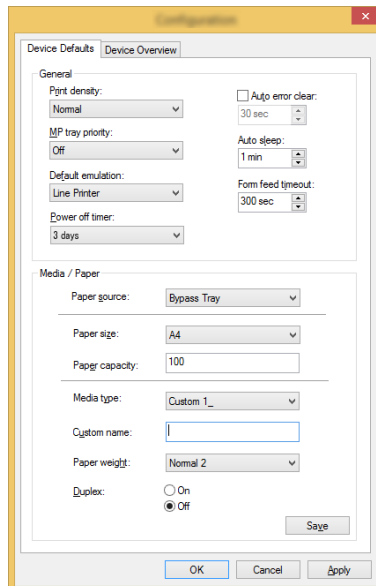 Configuration
Device Defaults Device Overview
General
Print density:
Normal
Auto error clear:
30 sec
MP tray priority:
Off
Auto sleep:
1 min
Default emulation:
Line Printer
Form feed timeout:
300 sec
Power off timer:
3 days
Media / Paper
Paper source: Bypass Tray
Paper size: A4
Paper capacity: 100
Media type: Custom 1_
Custom name:
Paper weight: Normal 2
Duplex: On
Off
Save
OK Cancel Apply